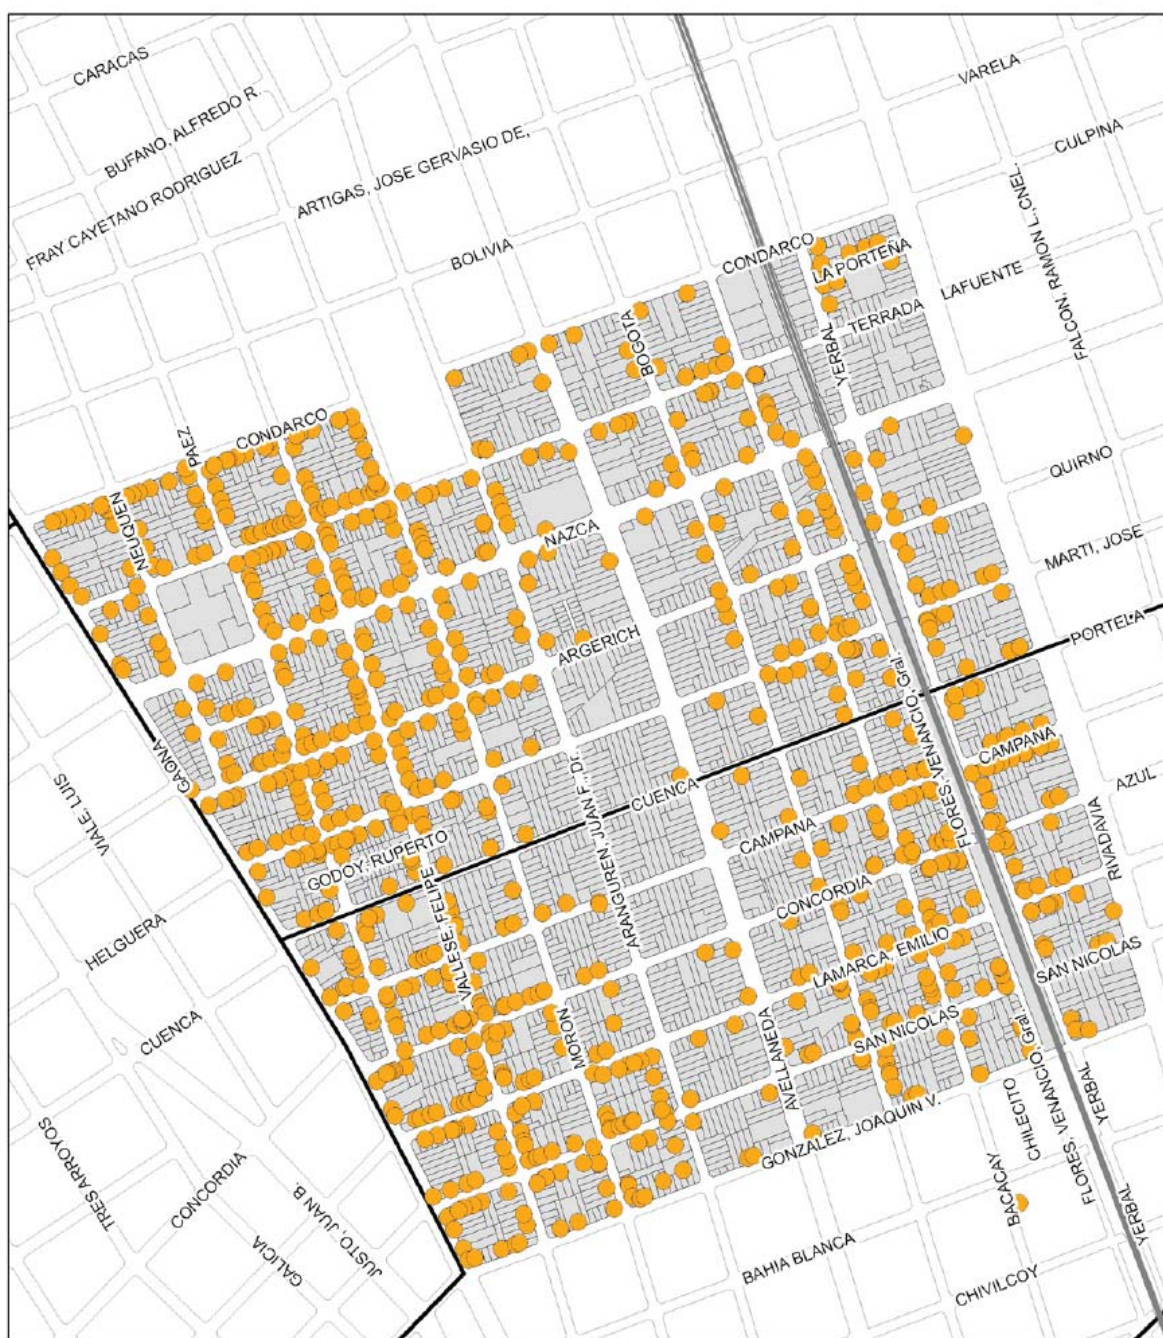 CARACAS
VARELA
BUFANO, ALFREDO R.
CULPINA
FRAY CAYETANO RODRIGUEZ
ARTIGAS, JOSE GERVASIO DE,
BOLIVIA
CONDARCO
LA PORTEÑA
LAFUENTE
FALCON, RAMON L.,CNEL.
TERRADA
BOGOTA
YERBAL
CONDARCO
PAEZ
QUIRNO
NEUQUEN
NAZCA
MARTI, JOSE
PORTELA
ARGERICH
FLORES, VENANCIO, Gral.
GAONA
CAMPANA
VIALE, LUIS
CUENCA
AZUL
ARANGUREN, JUAN F., Dr.
CAMPANA
RIVADAVIA
GODOY, RUPERTO
CONCORDIA
VALLESE, FELIPE
HELGUERA
LAMARCA, EMILIO
SAN NICOLAS
CUENCA
MORON
AVELLANEDA
SAN NICOLAS
GONZALEZ, JOAQUIN V.
TRES ARROYOS
CONCORDIA
JUSTO, JUAN B.
GALICIA
BACACAY
CHILECITO
FLORES, VENANCIO, Gral.
YERBAL
YERBAL
BAHIA BLANCA
CHIVILCOY